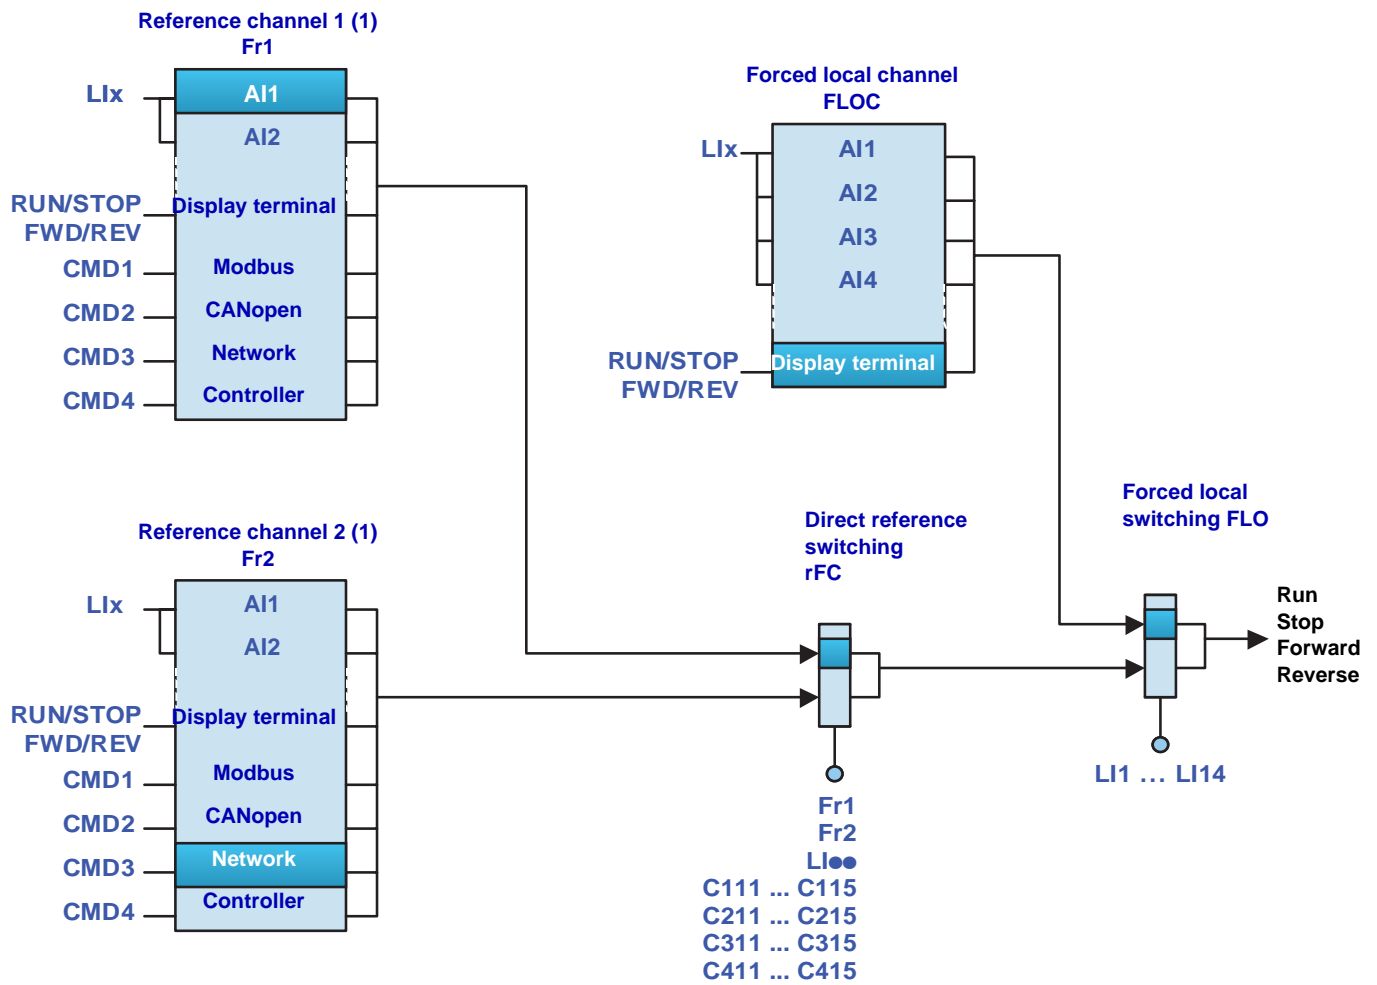 Reference channel 1 (1)
Fr1
LIx
AI1
AI2
RUN/STOP
FWD/REV
Display terminal
CMD1
Modbus
CMD2
CANopen
CMD3
Network
CMD4
Controller
Forced local channel
FLOC
LIx
AI1
AI2
AI3
AI4
RUN/STOP
FWD/REV
Display terminal
Reference channel 2 (1)
Fr2
LIx
AI1
AI2
RUN/STOP
FWD/REV
Display terminal
CMD1
Modbus
CMD2
CANopen
CMD3
Network
CMD4
Controller
Direct reference
switching
rFC
Fr1
Fr2
LI●●
C111 ... C115
C211 ... C215
C311 ... C315
C411 ... C415
Forced local
switching FLO
LI1 ... LI14
Run
Stop
Forward
Reverse